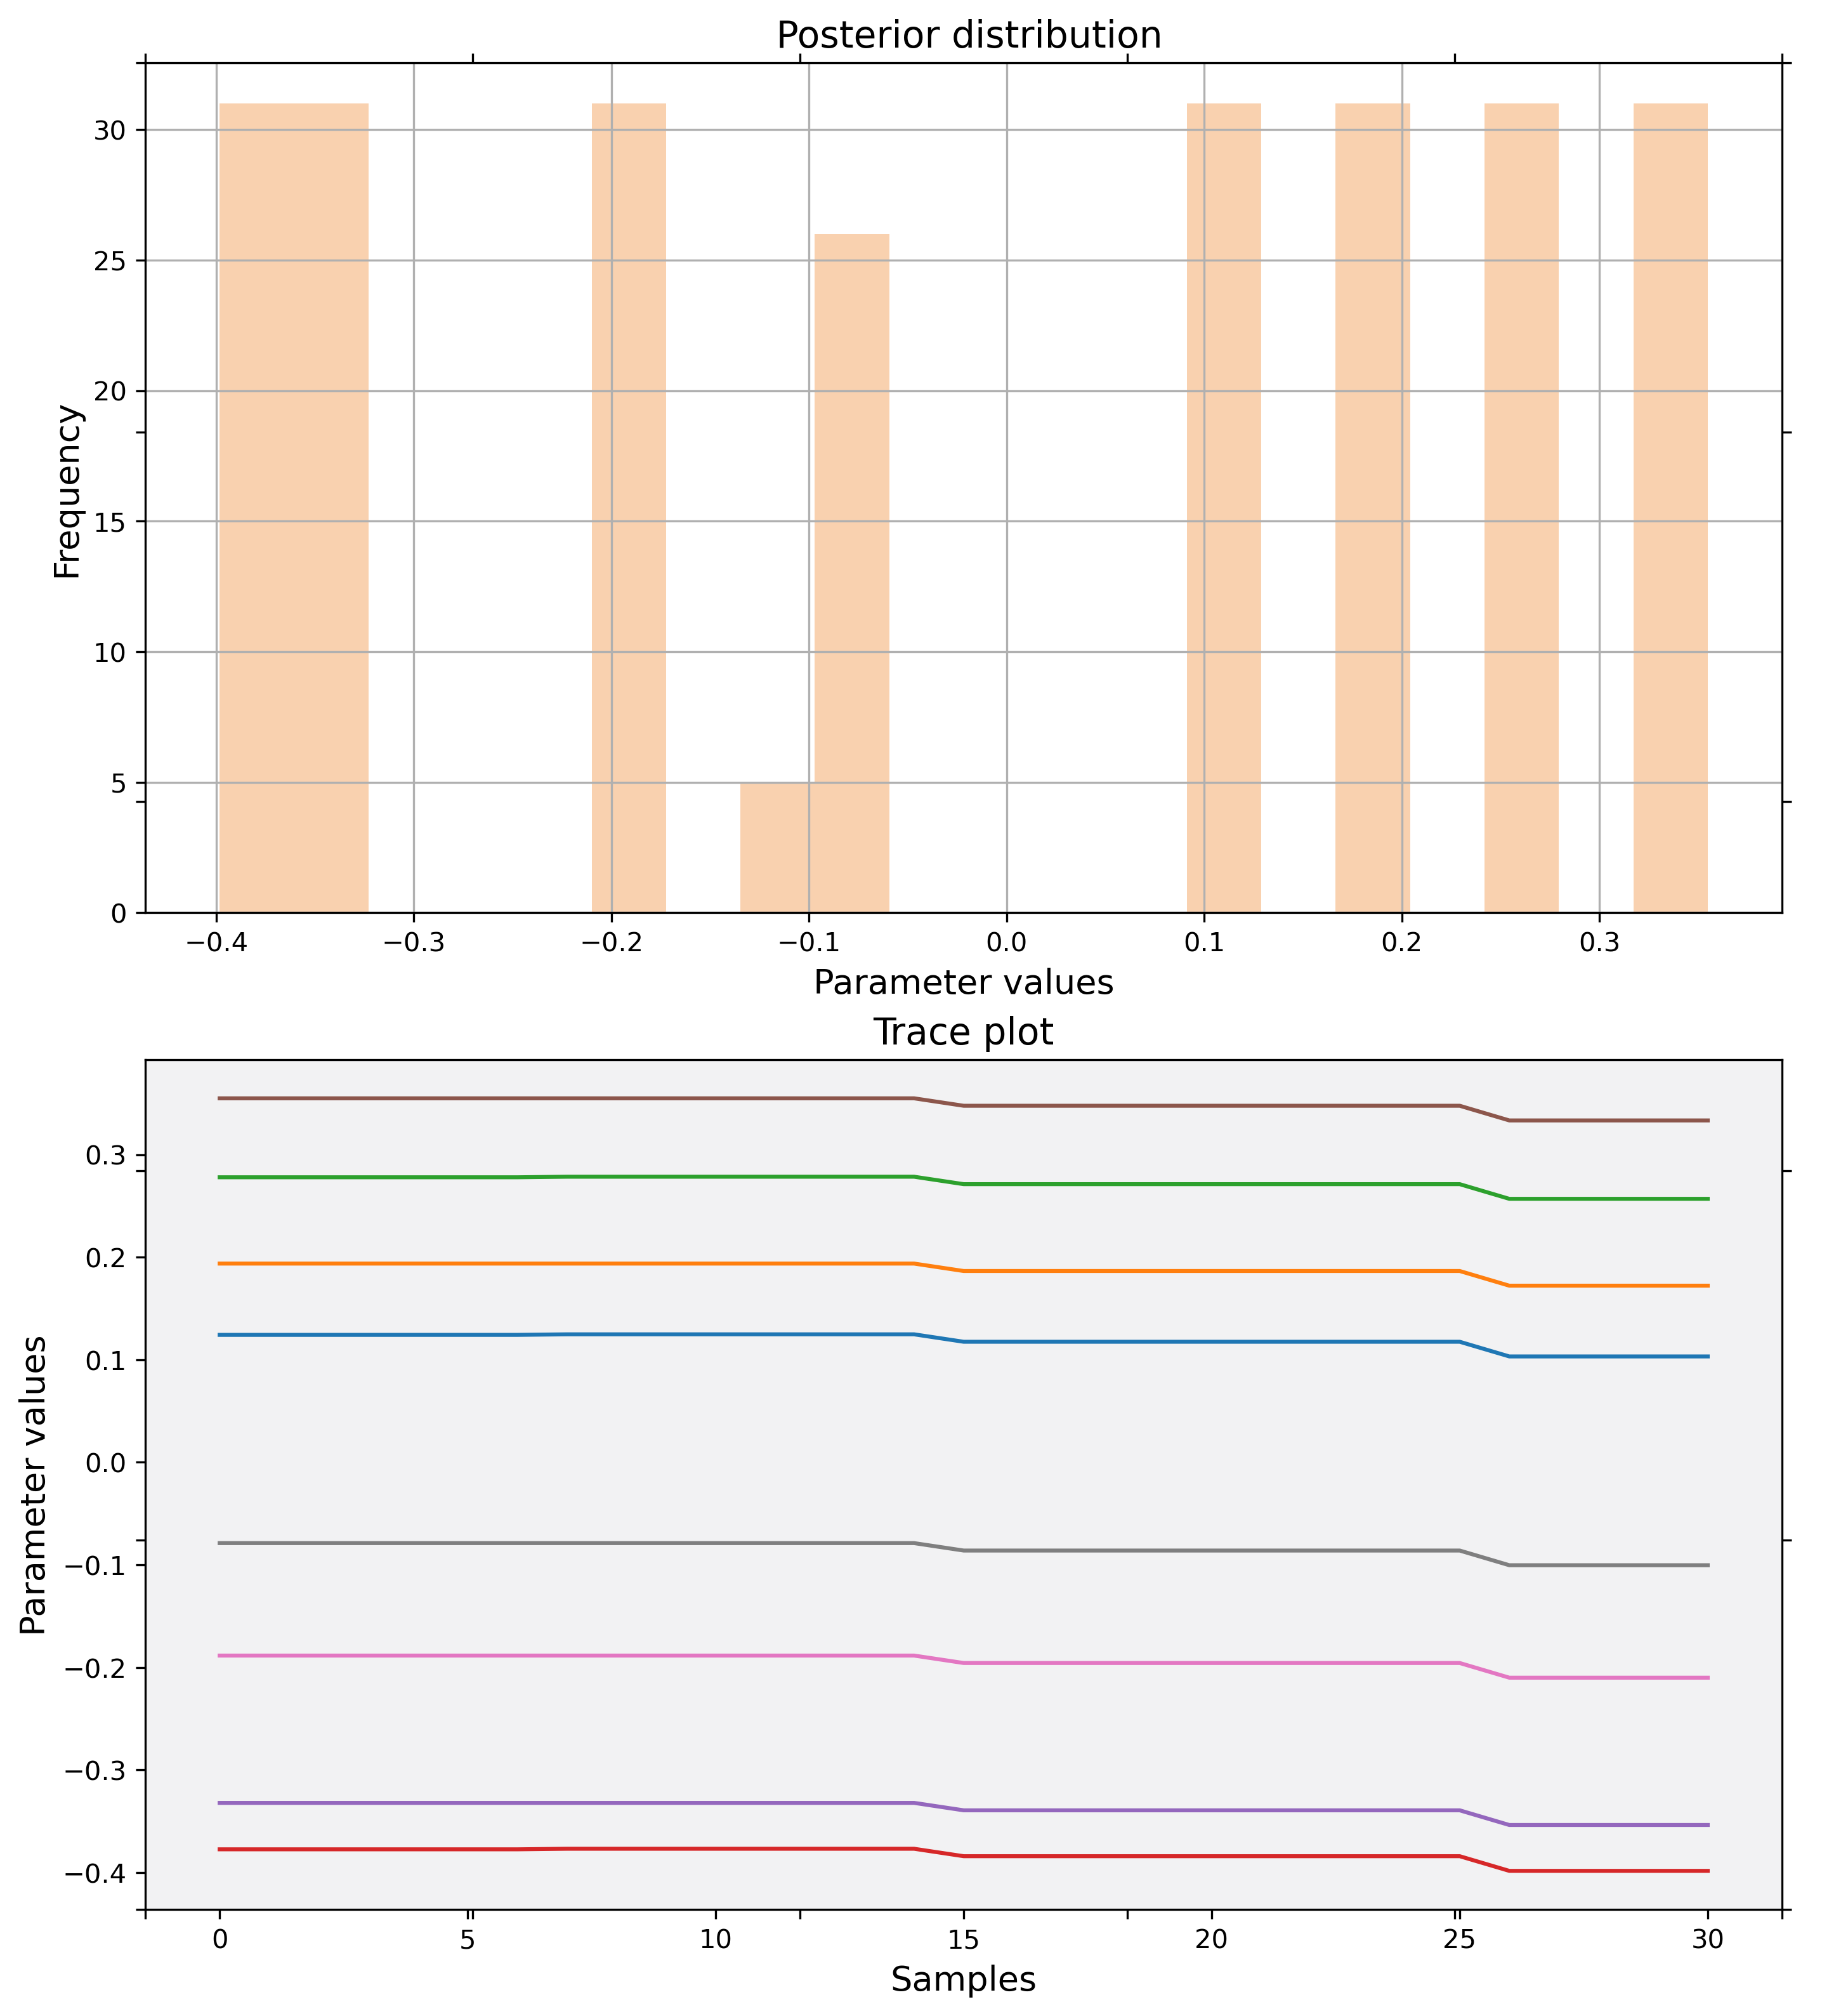 Posterior distribution
30
25
20
15
10
5
0
Frequency
−0.4 −0.3 −0.2 −0.1 0.0 0.1 0.2 0.3
Parameter values
Trace plot
0.3
0.2
0.1
0.0
−0.1
−0.2
−0.3
−0.4
Parameter values
0 5 10 15 20 25 30
Samples